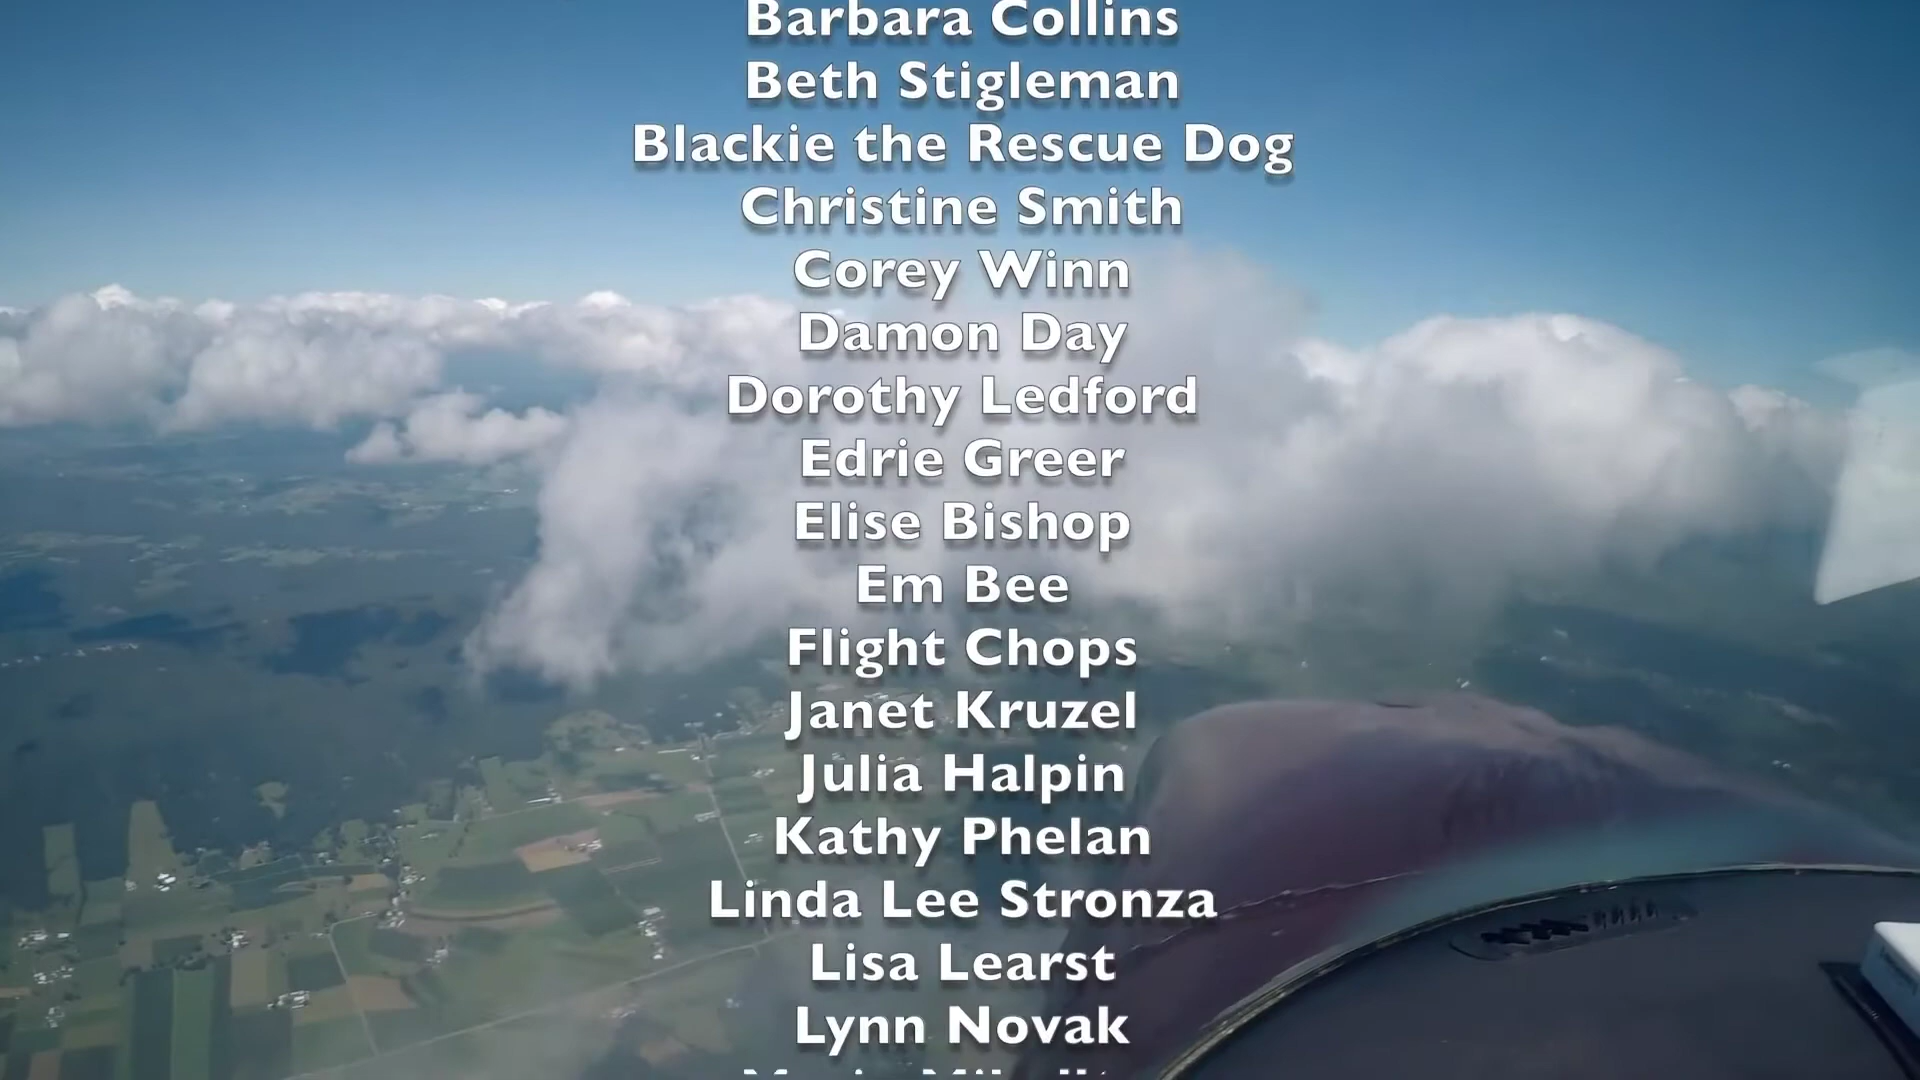 Barbara Collins
Beth Stigleman
Blackie the Rescue Dog
Christine Smith
Corey Winn
Damon Day
Dorothy Ledford
Edrie Greer
Elise Bishop
Em Bee
Flight Chops
Janet Kruzel
Julia Halpin
Kathy Phelan
Linda Lee Stronza
Lisa Learst
Lynn Novak